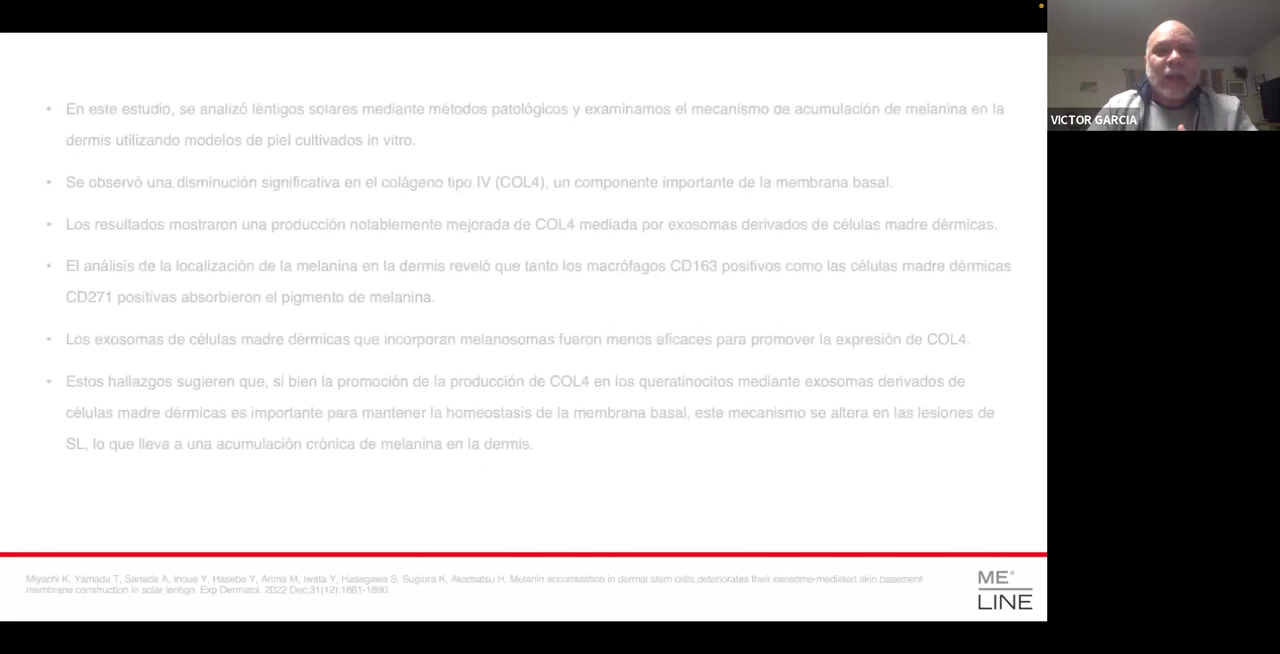 • En este estudio, se analizó léntigos solares mediante métodos patológicos y examinamos el mecanismo de acumulación de melanina en la
dermis utilizando modelos de piel cultivados in vitro.
• Se observó una disminución significativa en el colágeno tipo IV (COL4), un componente importante de la membrana basal.
• Los resultados mostraron una producción notablemente mejorada de COL4 mediada por exosomas derivados de células madre dérmicas.
• El análisis de la localización de la melanina en la dermis reveló que tanto los macrófagos CD163 positivos como las células madre dérmicas
CD271 positivas absorbieron el pigmento de melanina.
• Los exosomas de células madre dérmicas que incorporan melanosomas fueron menos eficaces para promover la expresión de COL4.
• Estos hallazgos sugieren que, si bien la promoción de la producción de COL4 en los queratinocitos mediante exosomas derivados de
células madre dérmicas es importante para mantener la homeostasis de la membrana basal, este mecanismo se altera en las lesiones de
SL, lo que lleva a una acumulación crónica de melanina en la dermis.
Miyachi K, Yamada T, Sanada A, Inoue Y, Hasebe Y, Arima M, Iwata Y, Hasegawa S, Sugiura K, Akamatsu H. Melanin accumulation in dermal stem cells deteriorates their exosome-mediated skin basement
membrane construction in solar lentigo. Exp Dermatol. 2022 Dec;31(12):1881-1890.
ME
LINE
VICTOR GARCIA